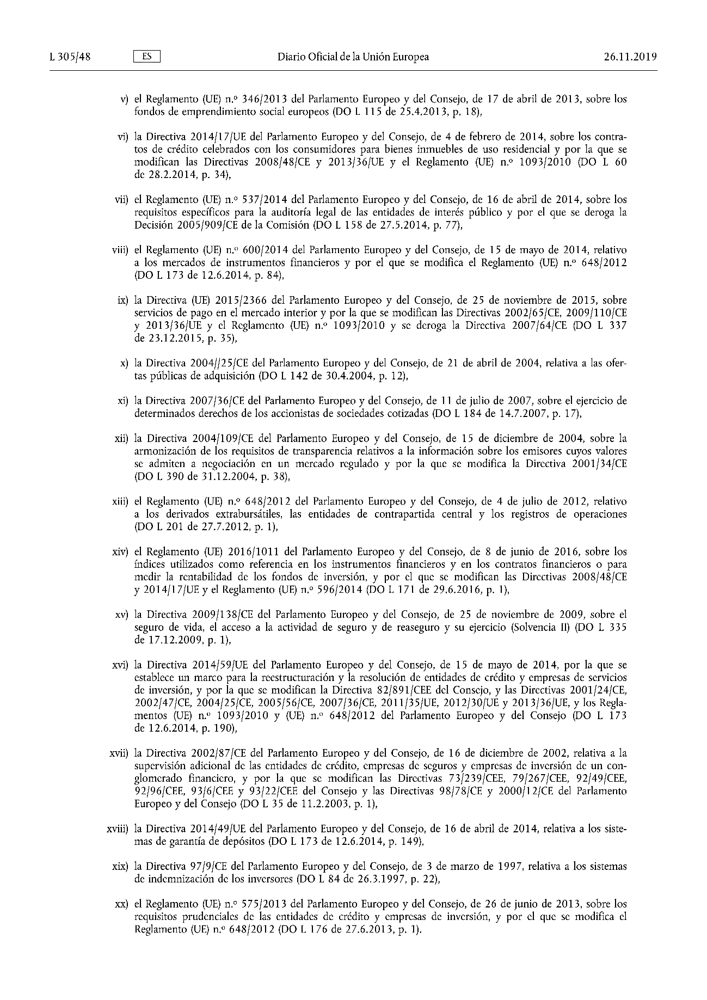 L 305/48 ES Diario Oficial de la Unión Europea 26.11.2019
v) el Reglamento (UE) n.º 346/2013 del Parlamento Europeo y del Consejo, de 17 de abril de 2013, sobre los
fondos de emprendimiento social europeos (DO L 115 de 25.4.2013, p. 18),
vi) la Directiva 2014/17/UE del Parlamento Europeo y del Consejo, de 4 de febrero de 2014, sobre los contra-
tos de crédito celebrados con los consumidores para bienes inmuebles de uso residencial y por la que se
modifican las Directivas 2008/48/CE y 2013/36/UE y el Reglamento (UE) n.º 1093/2010 (DO L 60
de 28.2.2014, p. 34),
vii) el Reglamento (UE) n.º 537/2014 del Parlamento Europeo y del Consejo, de 16 de abril de 2014, sobre los
requisitos específicos para la auditoría legal de las entidades de interés público y por el que se deroga la
Decisión 2005/909/CE de la Comisión (DO L 158 de 27.5.2014, p. 77),
viii) el Reglamento (UE) n.º 600/2014 del Parlamento Europeo y del Consejo, de 15 de mayo de 2014, relativo
a los mercados de instrumentos financieros y por el que se modifica el Reglamento (UE) n.º 648/2012
(DO L 173 de 12.6.2014, p. 84),
ix) la Directiva (UE) 2015/2366 del Parlamento Europeo y del Consejo, de 25 de noviembre de 2015, sobre
servicios de pago en el mercado interior y por la que se modifican las Directivas 2002/65/CE, 2009/110/CE
y 2013/36/UE y el Reglamento (UE) n.º 1093/2010 y se deroga la Directiva 2007/64/CE (DO L 337
de 23.12.2015, p. 35),
x) la Directiva 2004//25/CE del Parlamento Europeo y del Consejo, de 21 de abril de 2004, relativa a las ofer-
tas públicas de adquisición (DO L 142 de 30.4.2004, p. 12),
xi) la Directiva 2007/36/CE del Parlamento Europeo y del Consejo, de 11 de julio de 2007, sobre el ejercicio de
determinados derechos de los accionistas de sociedades cotizadas (DO L 184 de 14.7.2007, p. 17),
xii) la Directiva 2004/109/CE del Parlamento Europeo y del Consejo, de 15 de diciembre de 2004, sobre la
armonización de los requisitos de transparencia relativos a la información sobre los emisores cuyos valores
se admiten a negociación en un mercado regulado y por la que se modifica la Directiva 2001/34/CE
(DO L 390 de 31.12.2004, p. 38),
xiii) el Reglamento (UE) n.º 648/2012 del Parlamento Europeo y del Consejo, de 4 de julio de 2012, relativo
a los derivados extrabursátiles, las entidades de contrapartida central y los registros de operaciones
(DO L 201 de 27.7.2012, p. 1),
xiv) el Reglamento (UE) 2016/1011 del Parlamento Europeo y del Consejo, de 8 de junio de 2016, sobre los
índices utilizados como referencia en los instrumentos financieros y en los contratos financieros o para
medir la rentabilidad de los fondos de inversión, y por el que se modifican las Directivas 2008/48/CE
y 2014/17/UE y el Reglamento (UE) n.º 596/2014 (DO L 171 de 29.6.2016, p. 1),
xv) la Directiva 2009/138/CE del Parlamento Europeo y del Consejo, de 25 de noviembre de 2009, sobre el
seguro de vida, el acceso a la actividad de seguro y de reaseguro y su ejercicio (Solvencia II) (DO L 335
de 17.12.2009, p. 1),
xvi) la Directiva 2014/59/UE del Parlamento Europeo y del Consejo, de 15 de mayo de 2014, por la que se
establece un marco para la reestructuración y la resolución de entidades de crédito y empresas de servicios
de inversión, y por la que se modifican la Directiva 82/891/CEE del Consejo, y las Directivas 2001/24/CE,
2002/47/CE, 2004/25/CE, 2005/56/CE, 2007/36/CE, 2011/35/UE, 2012/30/UE y 2013/36/UE, y los Regla-
mentos (UE) n.º 1093/2010 y (UE) n.º 648/2012 del Parlamento Europeo y del Consejo (DO L 173
de 12.6.2014, p. 190),
xvii) la Directiva 2002/87/CE del Parlamento Europeo y del Consejo, de 16 de diciembre de 2002, relativa a la
supervisión adicional de las entidades de crédito, empresas de seguros y empresas de inversión de un con-
glomerado financiero, y por la que se modifican las Directivas 73/239/CEE, 79/267/CEE, 92/49/CEE,
92/96/CEE, 93/6/CEE y 93/22/CEE del Consejo y las Directivas 98/78/CE y 2000/12/CE del Parlamento
Europeo y del Consejo (DO L 35 de 11.2.2003, p. 1),
xviii) la Directiva 2014/49/UE del Parlamento Europeo y del Consejo, de 16 de abril de 2014, relativa a los siste-
mas de garantía de depósitos (DO L 173 de 12.6.2014, p. 149),
xix) la Directiva 97/9/CE del Parlamento Europeo y del Consejo, de 3 de marzo de 1997, relativa a los sistemas
de indemnización de los inversores (DO L 84 de 26.3.1997, p. 22),
xx) el Reglamento (UE) n.º 575/2013 del Parlamento Europeo y del Consejo, de 26 de junio de 2013, sobre los
requisitos prudenciales de las entidades de crédito y empresas de inversión, y por el que se modifica el
Reglamento (UE) n.º 648/2012 (DO L 176 de 27.6.2013, p. 1).